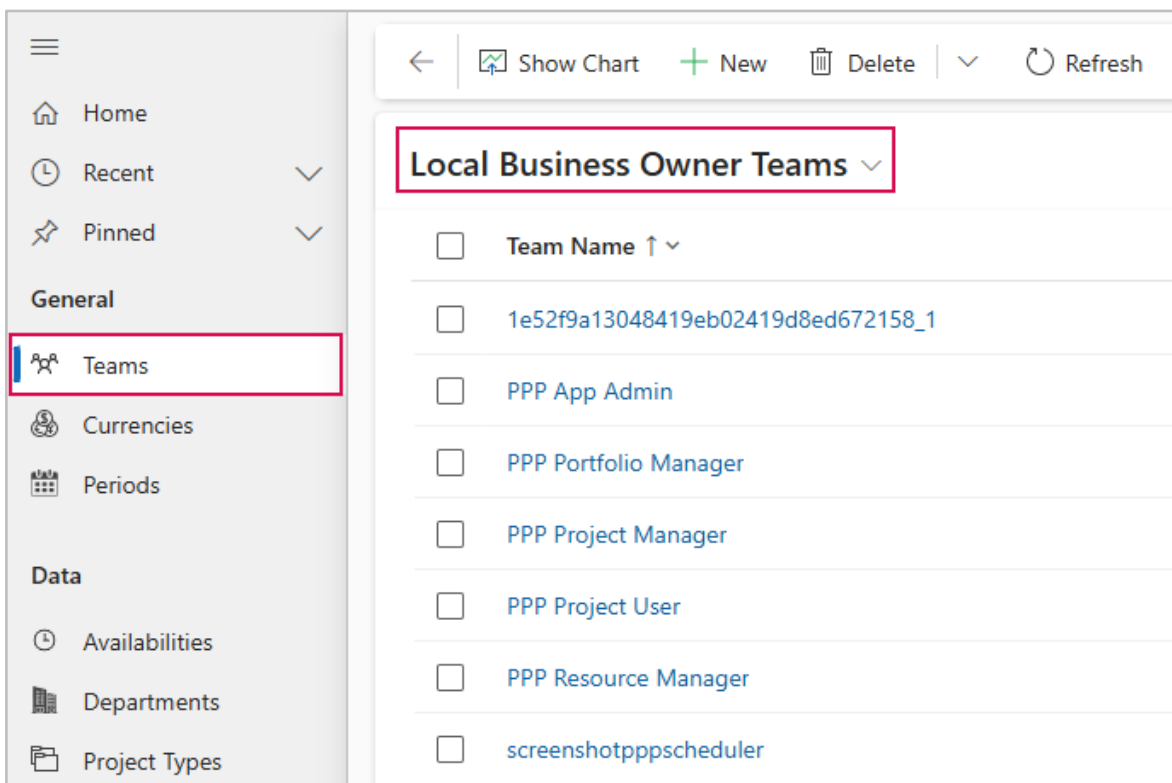 Home
Recent
Pinned
General
Teams
Currencies
Periods
Data
Availabilities
Departments
Project Types
Show Chart
New
Delete
Refresh
Local Business Owner Teams
Team Name
1e52f9a13048419eb02419d8ed672158_1
PPP App Admin
PPP Portfolio Manager
PPP Project Manager
PPP Project User
PPP Resource Manager
screenshotpppscheduler